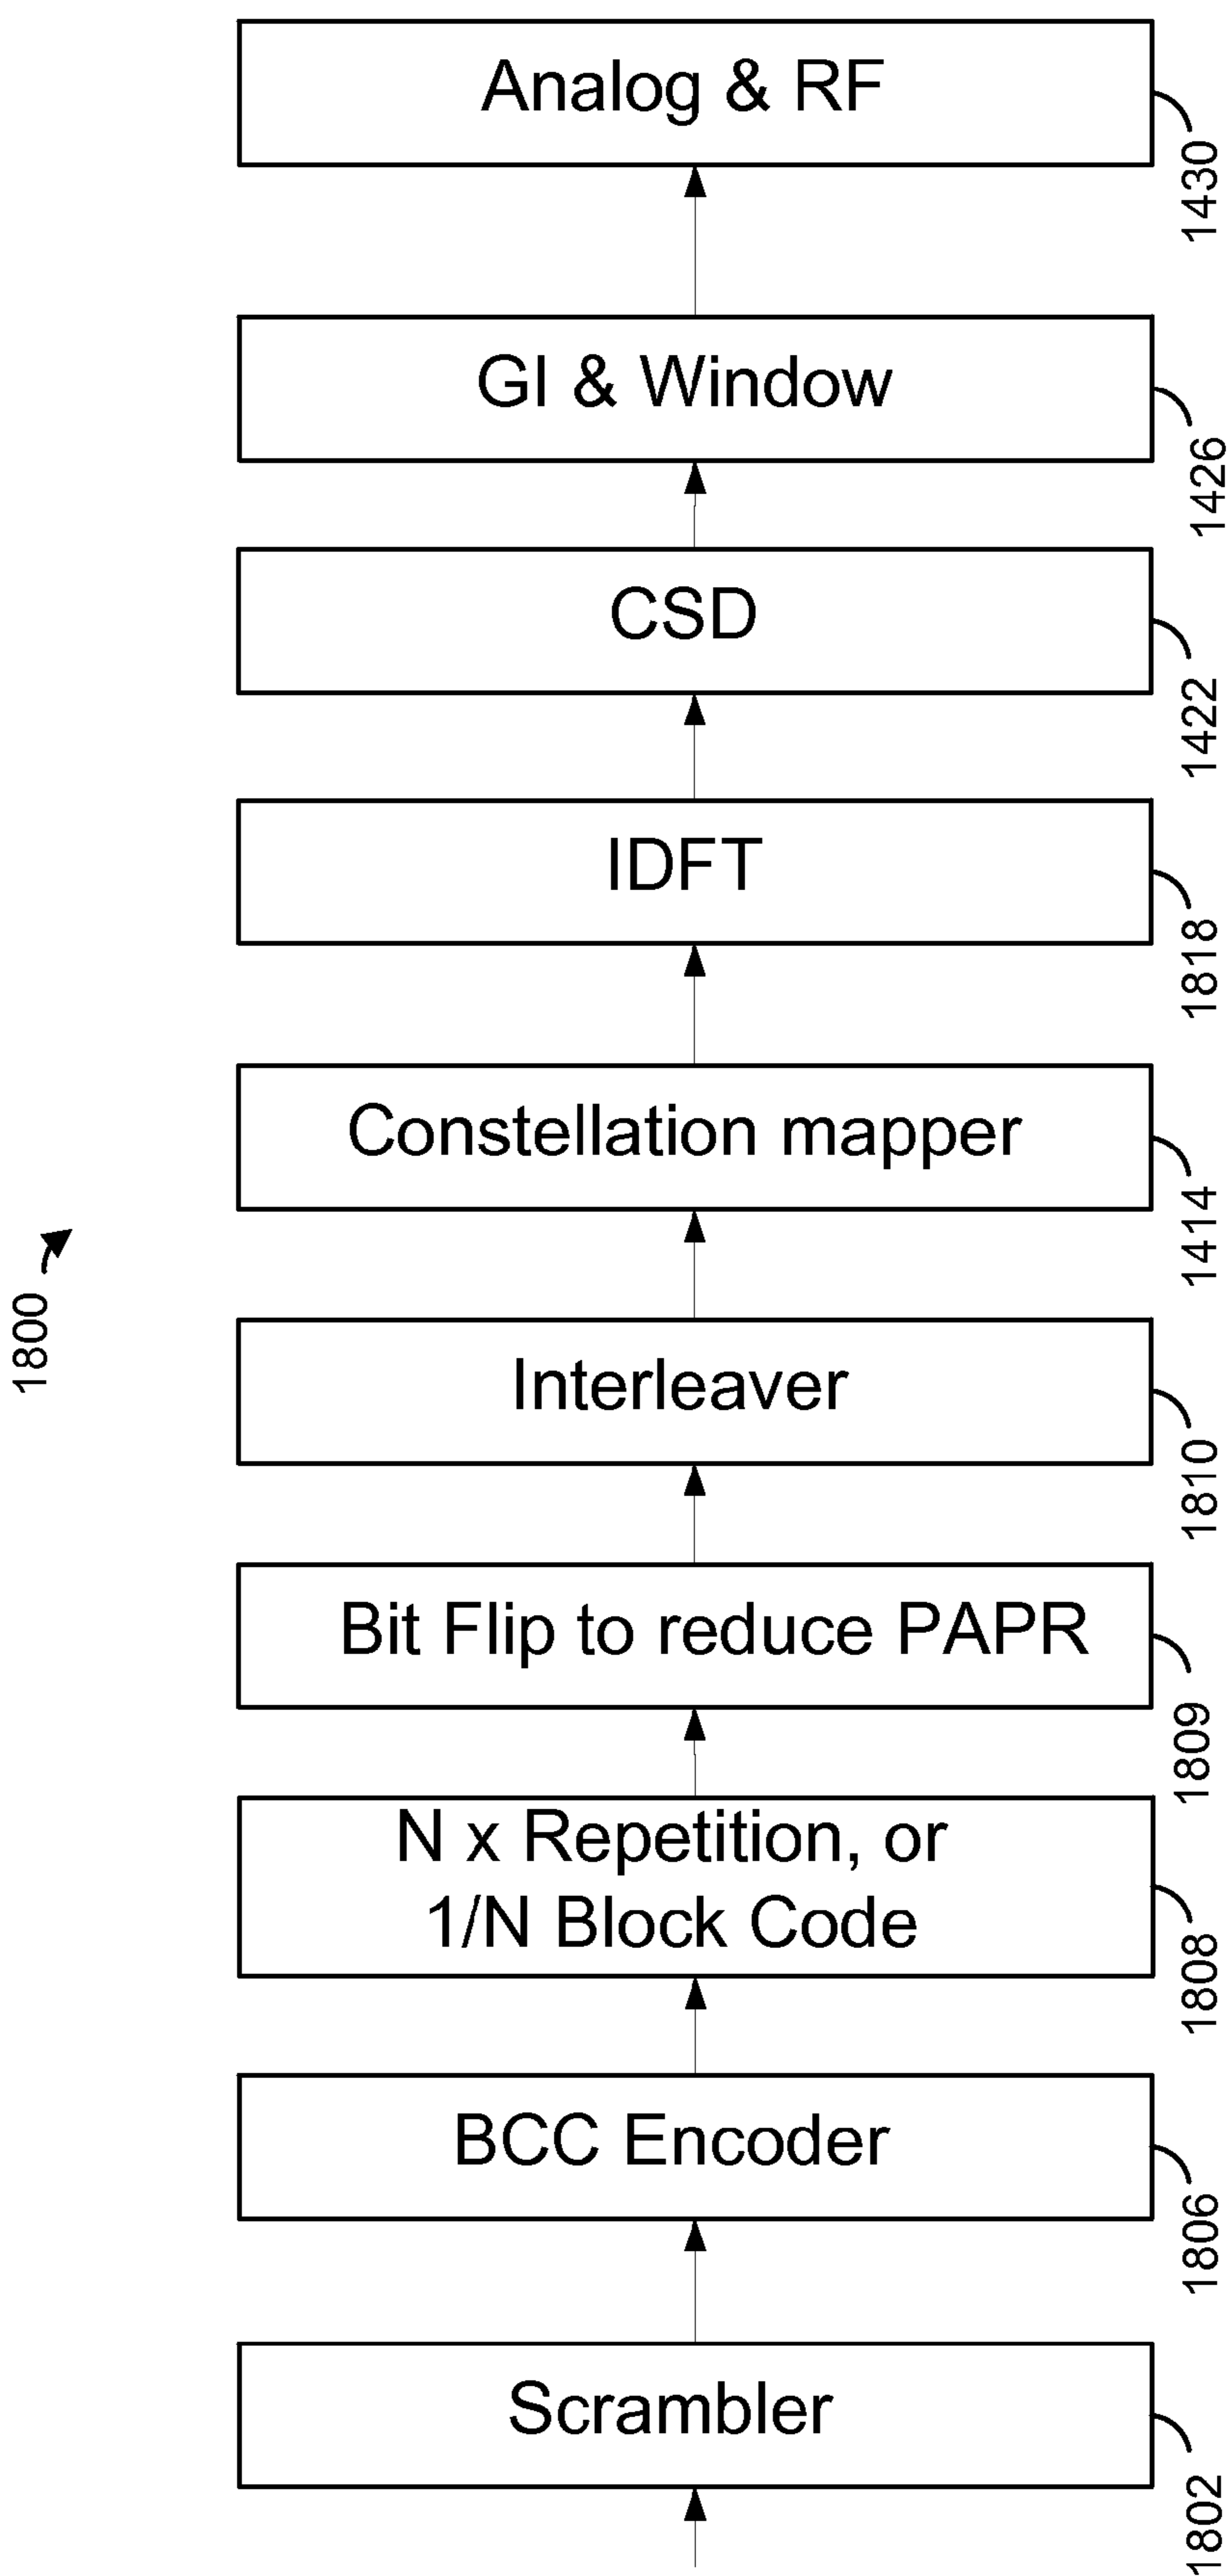 Analog & RF
1430
GI & Window
1426
CSD
1422
IDFT
1818
Constellation mapper
1414
1800
Interleaver
1810
Bit Flip to reduce PAPR
1809
N x Repetition, or
1/N Block Code
1808
BCC Encoder
1806
Scrambler
1802